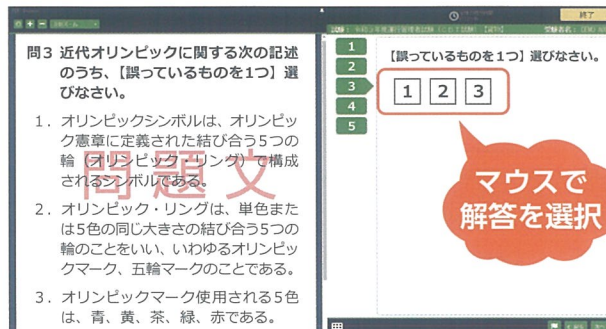 終了
問3 近代オリンピックに関する次の記述
のうち、【誤っているものを1つ】選
びなさい。
1. オリンピックシンボルは、オリンピッ
ク憲章に定義された結び合う5つの
輪（オリンピック・リング）で構成
されるシンボルである。
問題文
2. オリンピック・リングは、単色また
は5色の同じ大きさの結び合う5つの
輪のことをいい、いわゆるオリンピッ
クマーク、五輪マークのことである。
3. オリンピックマーク使用される5色
は、青、黄、茶、緑、赤である。
1
2
3
4
5
【誤っているものを1つ】選びなさい。
1 2 3
マウスで
解答を選択